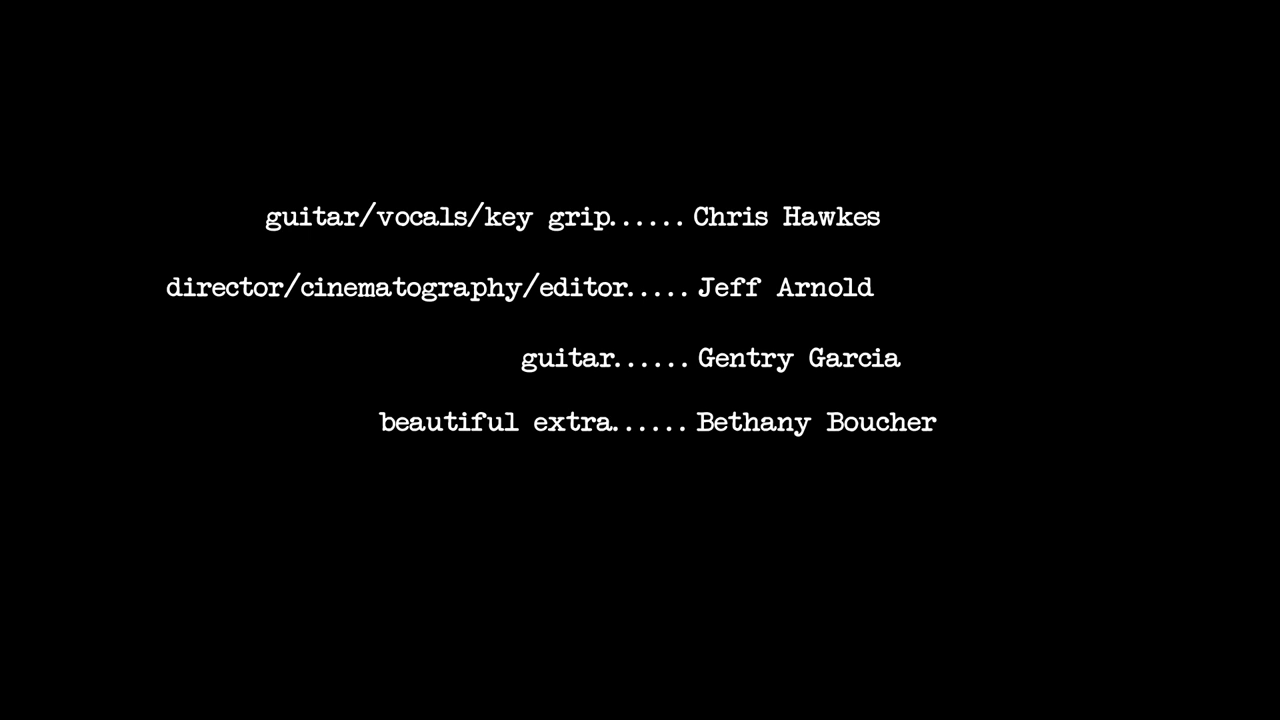 guitar/vocals/key grip...... Chris Hawkes
director/cinematography/editor..... Jeff Arnold
guitar...... Gentry Garcia
beautiful extra...... Bethany Boucher